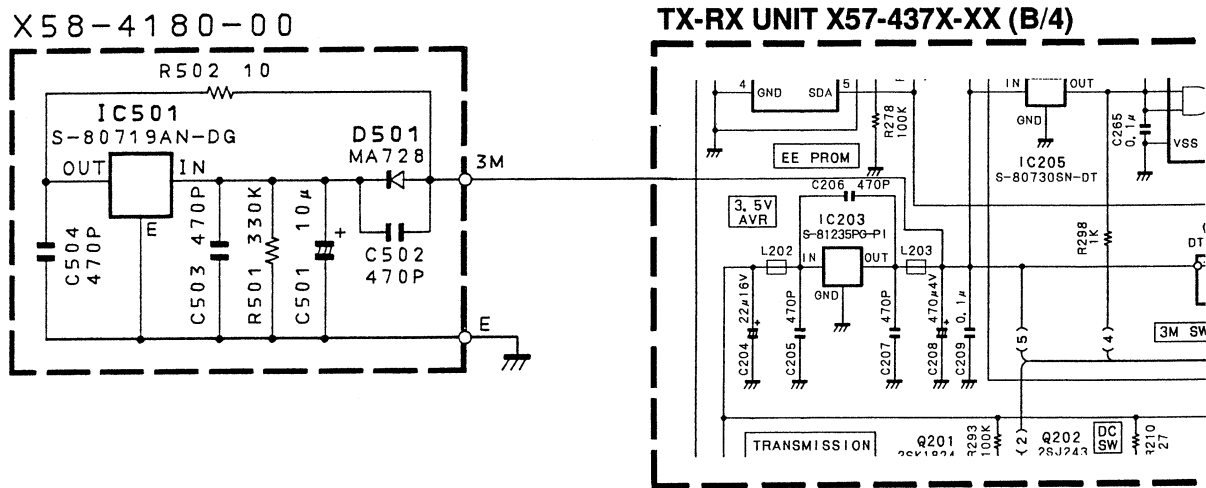 X58-4180-00
R502 10
IC501
S-80719AN-DG
OUT
IN
E
D501
MA728
3M
C504
470P
C503 470P
R501 330K
C501 10μ
+
C502
470P
E
TX-RX UNIT X57-437X-XX (B/4)
4
GND
SDA
5
R278
100K
EE PROM
IN
OUT
GND
IC205
S-80730SN-DT
C265
0.1μ
VSS
C206 470P
3.5V
AVR
IC203
S-81235PG-PI
L202
IN
OUT
L203
GND
R298
1K
DT
C204 22μ16V
+
C205 470P
C207 470P
C208 470μ4V
+
C209 0.1μ
5
4
3M SW
TRANSMISSION
Q201
2SK1824
R293
100K
2
Q202
2SJ243
DC
SW
R210
27